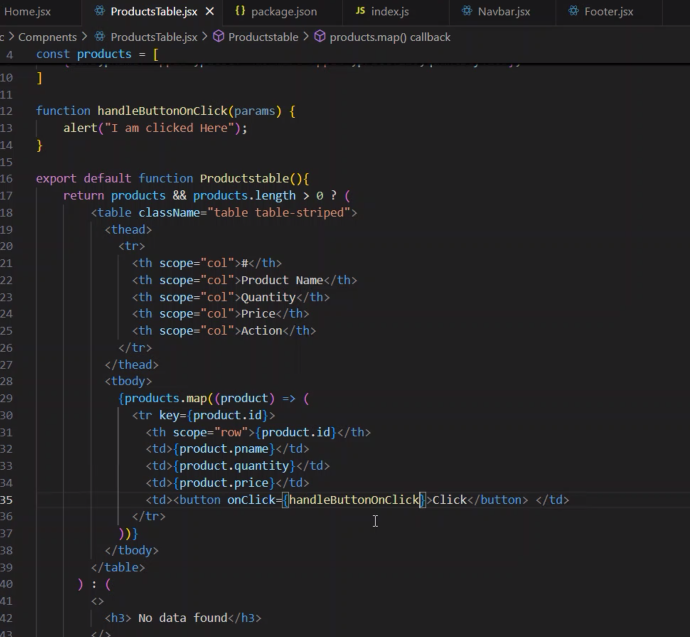 Home.jsx ProductsTable.jsx × {} package.json JS index.js Navbar.jsx Footer.jsx
c > Compnents > ProductsTable.jsx > Productstable > products.map() callback
4 const products = [
10 ]
11
12 function handleButtonOnClick(params) {
13 alert("I am clicked Here");
14 }
15
16 export default function Productstable(){
17 return products && products.length > 0 ? (
18 <table className="table table-striped">
19 <thead>
20 <tr>
21 <th scope="col">#</th>
22 <th scope="col">Product Name</th>
23 <th scope="col">Quantity</th>
24 <th scope="col">Price</th>
25 <th scope="col">Action</th>
26 </tr>
27 </thead>
28 <tbody>
29 {products.map((product) => (
30 <tr key={product.id}>
31 <th scope="row">{product.id}</th>
32 <td>{product.pname}</td>
33 <td>{product.quantity}</td>
34 <td>{product.price}</td>
35 <td><button onClick={handleButtonOnClick}>Click</button> </td>
36 </tr>
37 ))}
38 </tbody>
39 </table>
40 ) : (
41 <>
42 <h3> No data found</h3>
43 </>